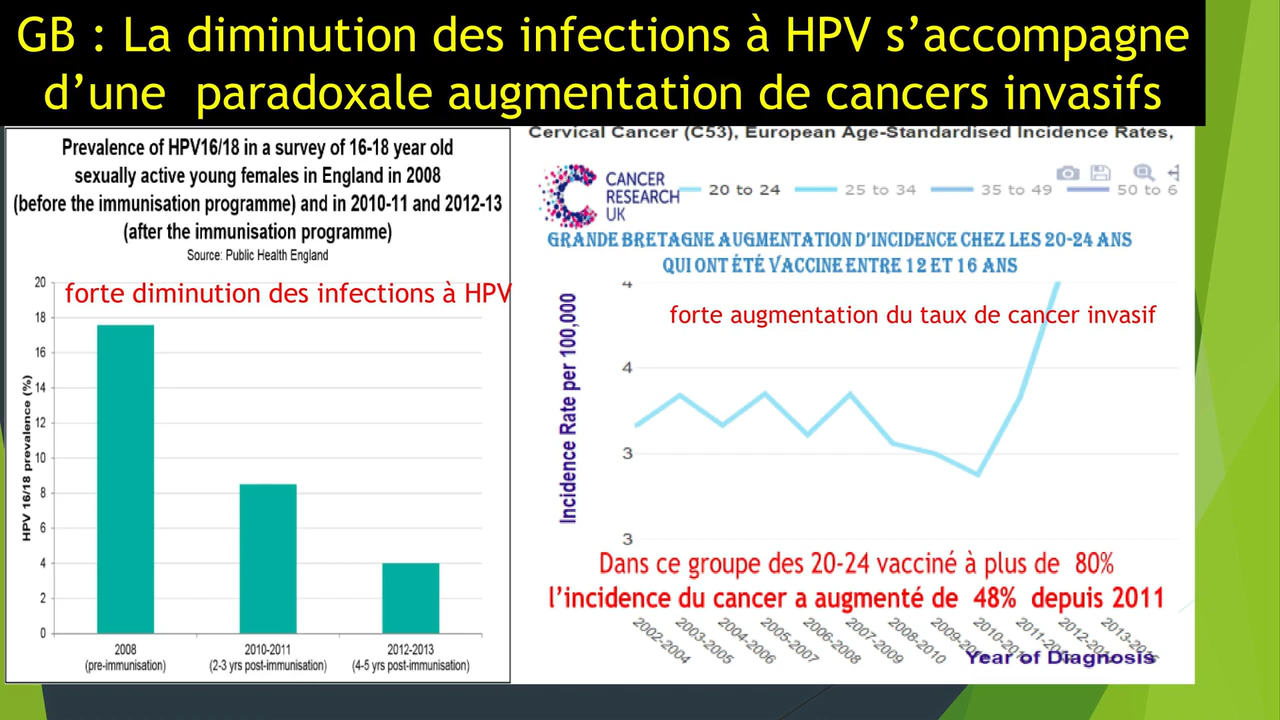 GB : La diminution des infections à HPV s’accompagne
d’une paradoxale augmentation de cancers invasifs
Prevalence of HPV16/18 in a survey of 16-18 year old
sexually active young females in England in 2008
(before the immunisation programme) and in 2010-11 and 2012-13
(after the immunisation programme)
Source: Public Health England
forte diminution des infections à HPV
HPV 16/18 prevalence (%)
20
18
16
14
12
10
8
6
4
2
0
2008
(pre-immunisation)
2010-2011
(2-3 yrs post-immunisation)
2012-2013
(4-5 yrs post-immunisation)
Cervical Cancer (C53), European Age-Standardised Incidence Rates,
CANCER
RESEARCH
UK
20 to 24
25 to 34
35 to 49
50 to 6
GRANDE BRETAGNE AUGMENTATION D’INCIDENCE CHEZ LES 20-24 ANS
QUI ONT ÉTÉ VACCINE ENTRE 12 ET 16 ANS
forte augmentation du taux de cancer invasif
Incidence Rate per 100,000
4
4
3
3
Dans ce groupe des 20-24 vacciné à plus de 80%
l’incidence du cancer a augmenté de 48% depuis 2011
2002-2004
2003-2005
2004-2006
2005-2007
2006-2008
2007-2009
2008-2010
Year of Diagnosis